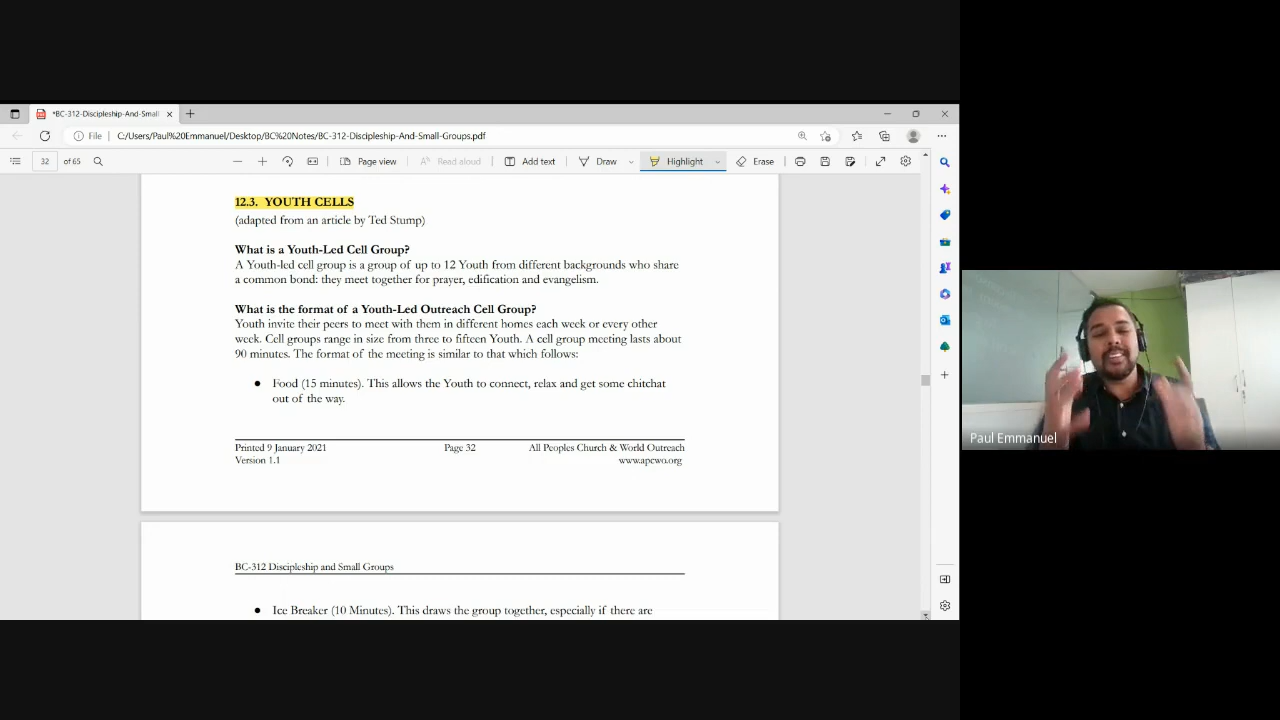 *BC-312-Discipleship-And-Small
File
C:/Users/Paul%20Emmanuel/Desktop/BC%20Notes/BC-312-Discipleship-And-Small-Groups.pdf
32
of 65
Page view
Read aloud
Add text
Draw
Highlight
Erase
12.3. YOUTH CELLS
(adapted from an article by Ted Stump)
What is a Youth-Led Cell Group?
A Youth-led cell group is a group of up to 12 Youth from different backgrounds who share
a common bond: they meet together for prayer, edification and evangelism.
What is the format of a Youth-Led Outreach Cell Group?
Youth invite their peers to meet with them in different homes each week or every other
week. Cell groups range in size from three to fifteen Youth. A cell group meeting lasts about
90 minutes. The format of the meeting is similar to that which follows:
● Food (15 minutes). This allows the Youth to connect, relax and get some chitchat
out of the way.
Printed 9 January 2021
Page 32
All Peoples Church & World Outreach
Version 1.1
www.apcwo.org
BC-312 Discipleship and Small Groups
● Ice Breaker (10 Minutes). This draws the group together, especially if there are
Paul Emmanuel